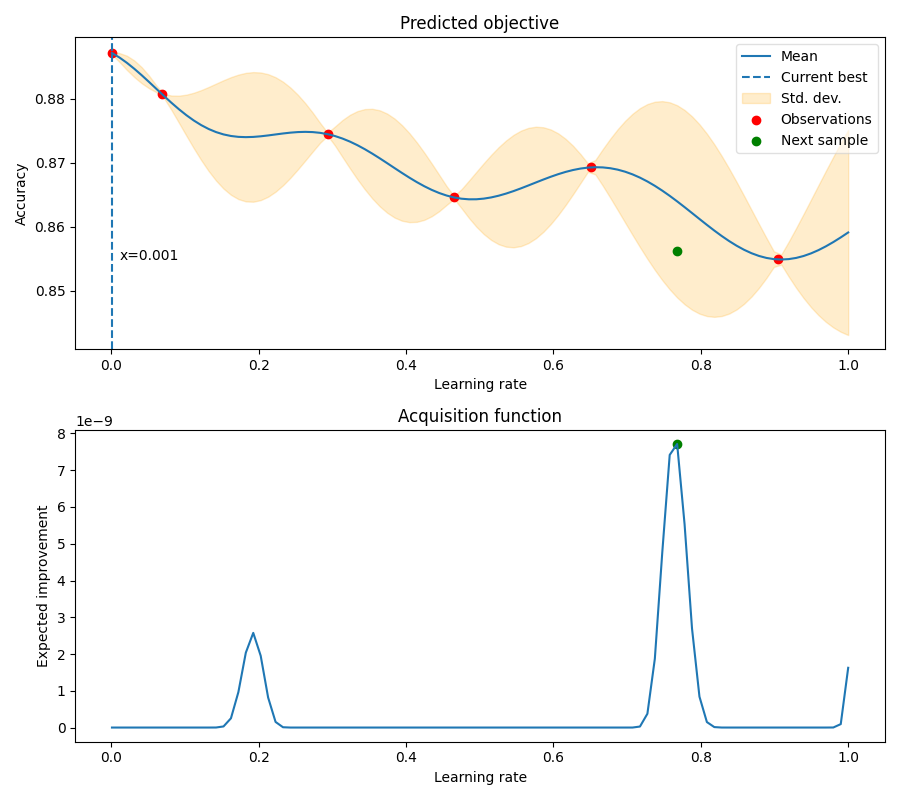 Predicted objective
Mean
Current best
Std. dev.
Observations
Next sample
0.88
0.87
0.86
0.85
Accuracy
x=0.001
0.0 0.2 0.4 0.6 0.8 1.0
Learning rate
Acquisition function
1e−9
8
7
6
5
4
3
2
1
0
Expected improvement
0.0 0.2 0.4 0.6 0.8 1.0
Learning rate